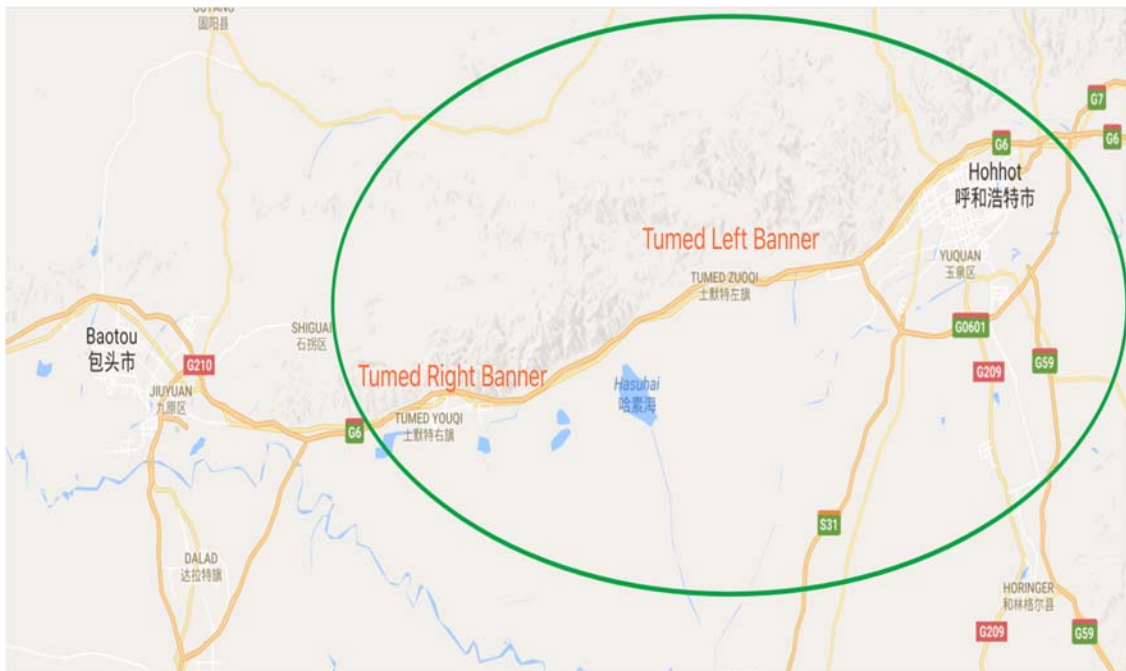 GUYANG
固阳县
G7
G6
G6
Hohhot
呼和浩特市
Tumed Left Banner
YUQUAN
玉泉区
TUMED ZUOQI
土默特左旗
SHIGUAI
石拐区
Baotou
包头市
G0601
G210
G59
G209
Tumed Right Banner
Hasuhai
哈素海
JIUYUAN
九原区
TUMED YOUQI
土默特右旗
G6
S31
DALAD
达拉特旗
HORINGER
和林格尔县
G209
G59